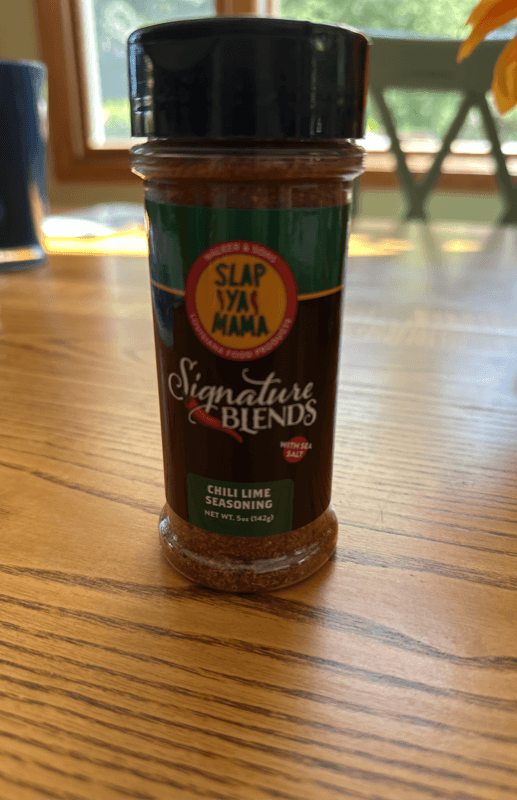 WALKER & SONS
SLAP
YA
MAMA
LOUISIANA FOOD PRODUCTS
Signature
BLENDS
WITH SEA
SALT
CHILI LIME
SEASONING
NET WT. 5oz (142g)